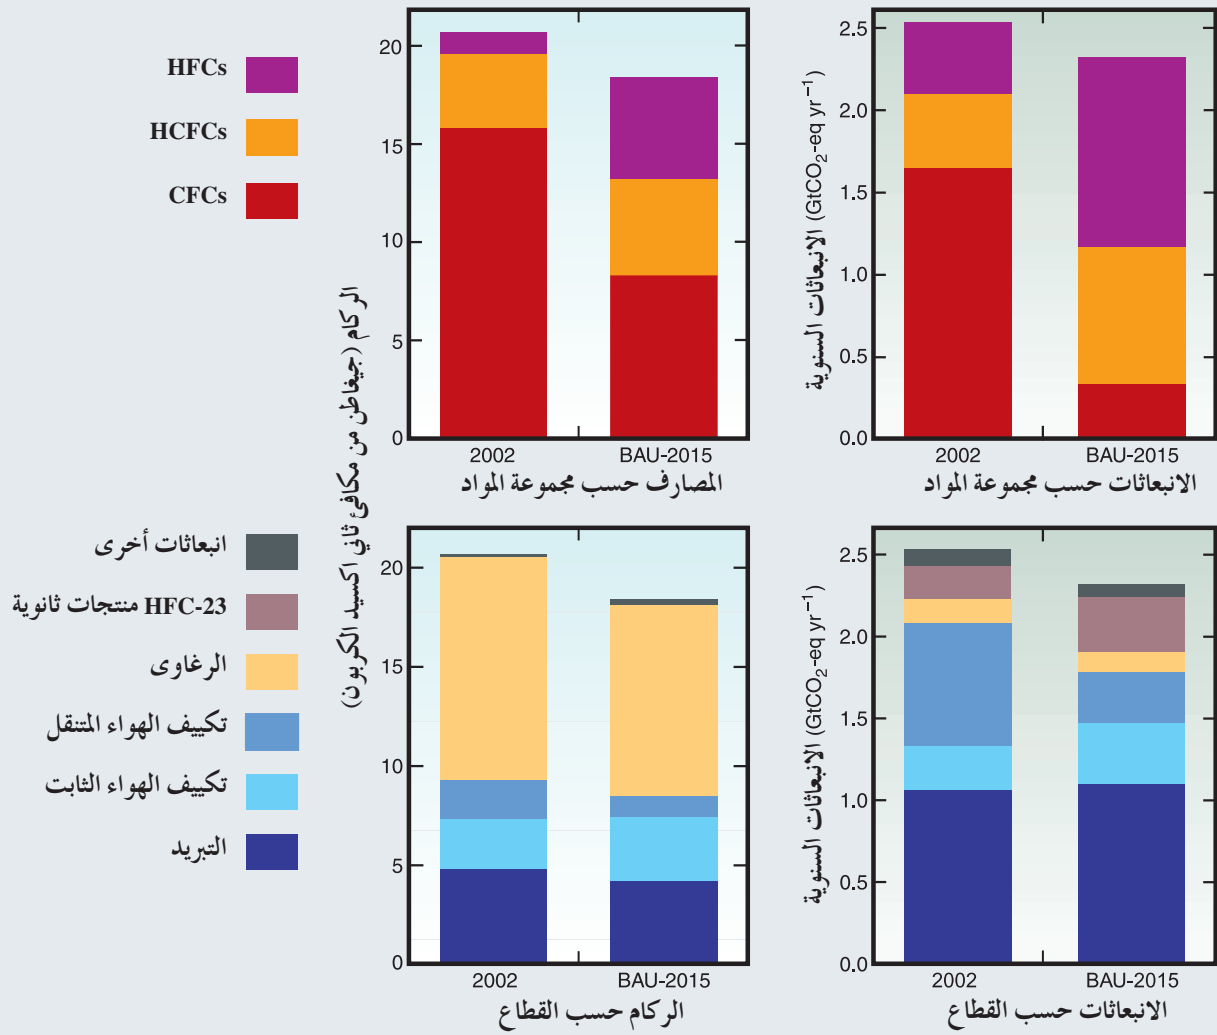 HFCs
HCFCs
CFCs
الركام (جيغاطن من مكافئ ثاني اكسيد الكربون)
20
15
10
5
0
2002
BAU-2015
المصارف حسب مجموعة المواد
الانبعاثات السنوية (GtCO₂-eq yr⁻¹)
2.5
2.0
1.5
1.0
0.5
0.0
2002
BAU-2015
الانبعاثات حسب مجموعة المواد
انبعاثات أخرى
HFC-23 منتجات ثانوية
الرغاوى
تكييف الهواء المتنقل
تكييف الهواء الثابت
التبريد
20
15
10
5
0
2002
BAU-2015
الركام حسب القطاع
الانبعاثات السنوية (GtCO₂-eq yr⁻¹)
2.5
2.0
1.5
1.0
0.5
0.0
2002
BAU-2015
الانبعاثات حسب القطاع